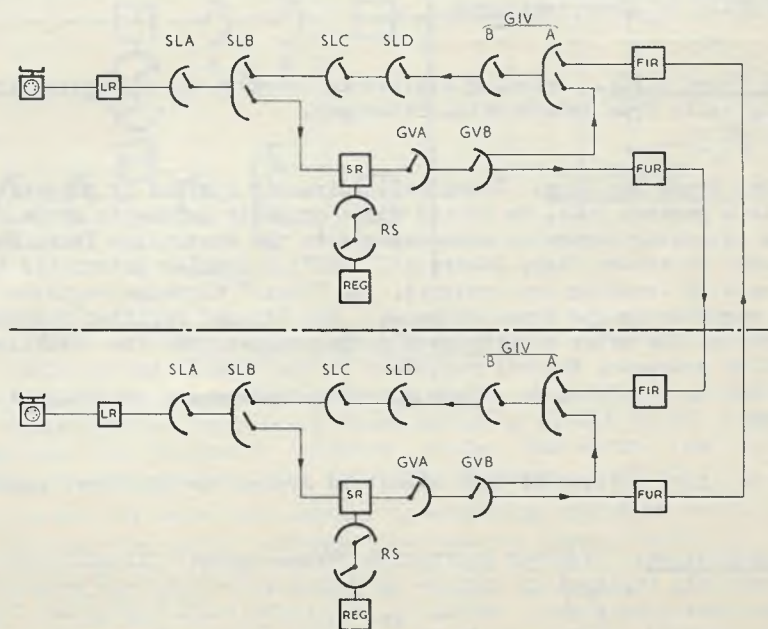 GIV
SLA SLB SLC SLD B A
LR FIR
GVA GVB
SR FUR
RS
REG
GIV
SLA SLB SLC SLD B A
LR FIR
GVA GVB
SR FUR
RS
REG